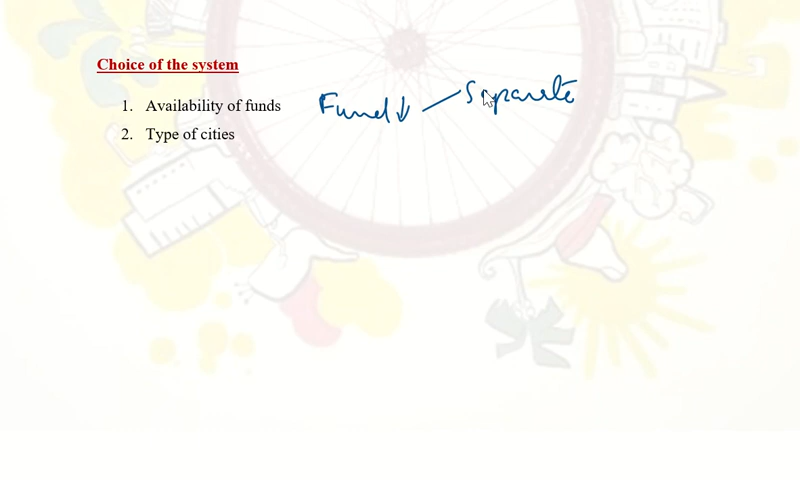 Choice of the system
1. Availability of funds
Fund↓ — Separate
2. Type of cities